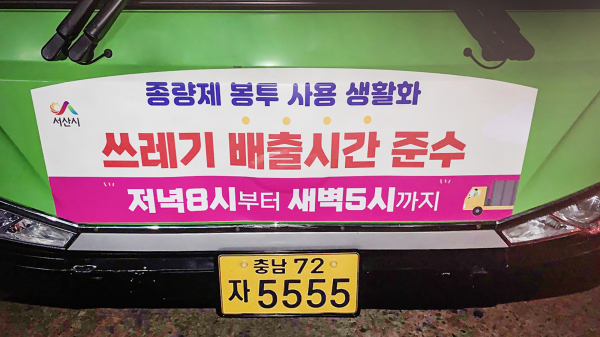 종량제 봉투 사용 생활화
서산시
쓰레기 배출시간 준수
저녁8시부터 새벽5시까지
충남 72
자 5555